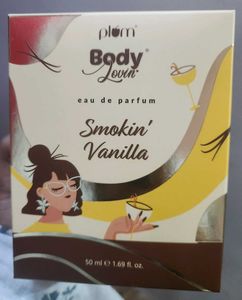 plum®
Body®
Lovin'
eau de parfum
Smokin'
Vanilla
50 ml e 1.69 fl. oz.